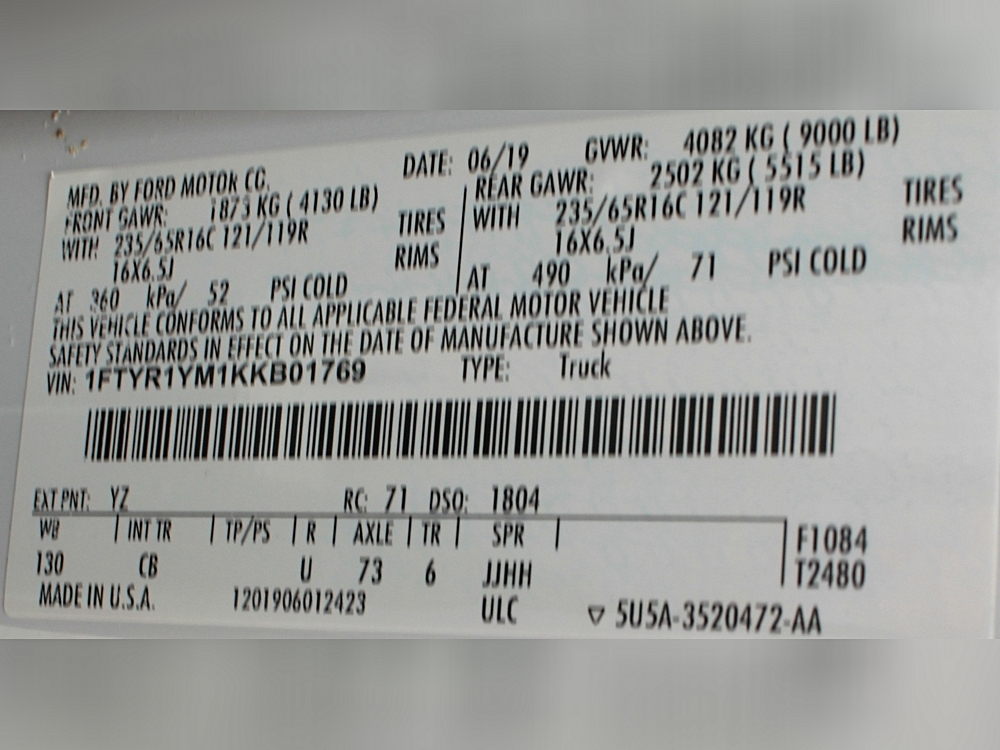 MFD. BY FORD MOTOR CO. DATE: 06/19 GVWR: 4082 KG ( 9000 LB)
FRONT GAWR: 1873 KG ( 4130 LB) REAR GAWR: 2502 KG ( 5515 LB)
WITH 235/65R16C 121/119R TIRES WITH 235/65R16C 121/119R TIRES
16X6.5J RIMS 16X6.5J RIMS
AT 360 kPa/ 52 PSI COLD AT 490 kPa/ 71 PSI COLD
THIS VEHICLE CONFORMS TO ALL APPLICABLE FEDERAL MOTOR VEHICLE
SAFETY STANDARDS IN EFFECT ON THE DATE OF MANUFACTURE SHOWN ABOVE.
VIN: 1FTYR1YM1KKB01769 TYPE: Truck
EXT PNT: YZ RC: 71 DSO: 1804
WB INT TR TP/PS R AXLE TR SPR F1084
130 CB U 73 6 JJHH T2480
MADE IN U.S.A. 1201906012423 ULC ▽ 5U5A-3520472-AA